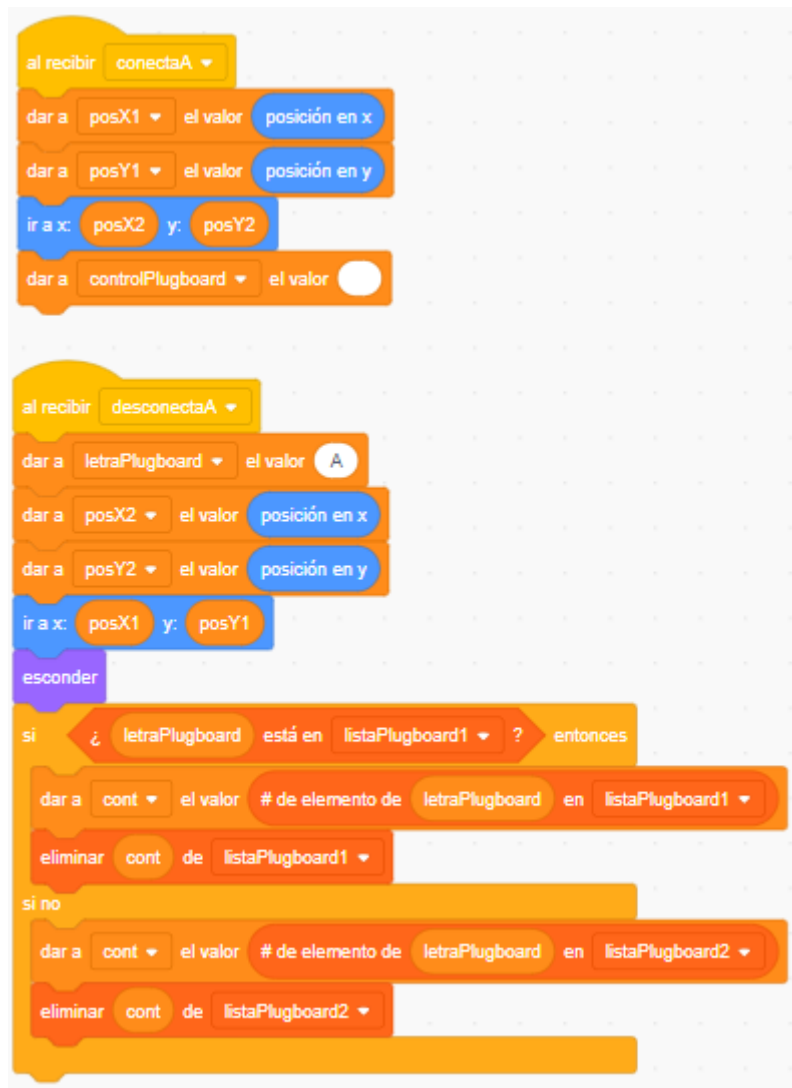 al recibir conectaA
dar a posX1 el valor posición en x
dar a posY1 el valor posición en y
ir a x: posX2 y: posY2
dar a controlPlugboard el valor
al recibir desconectaA
dar a letraPlugboard el valor A
dar a posX2 el valor posición en x
dar a posY2 el valor posición en y
ir a x: posX1 y: posY1
esconder
si ¿ letraPlugboard está en listaPlugboard1 ? entonces
dar a cont el valor # de elemento de letraPlugboard en listaPlugboard1
eliminar cont de listaPlugboard1
si no
dar a cont el valor # de elemento de letraPlugboard en listaPlugboard2
eliminar cont de listaPlugboard2